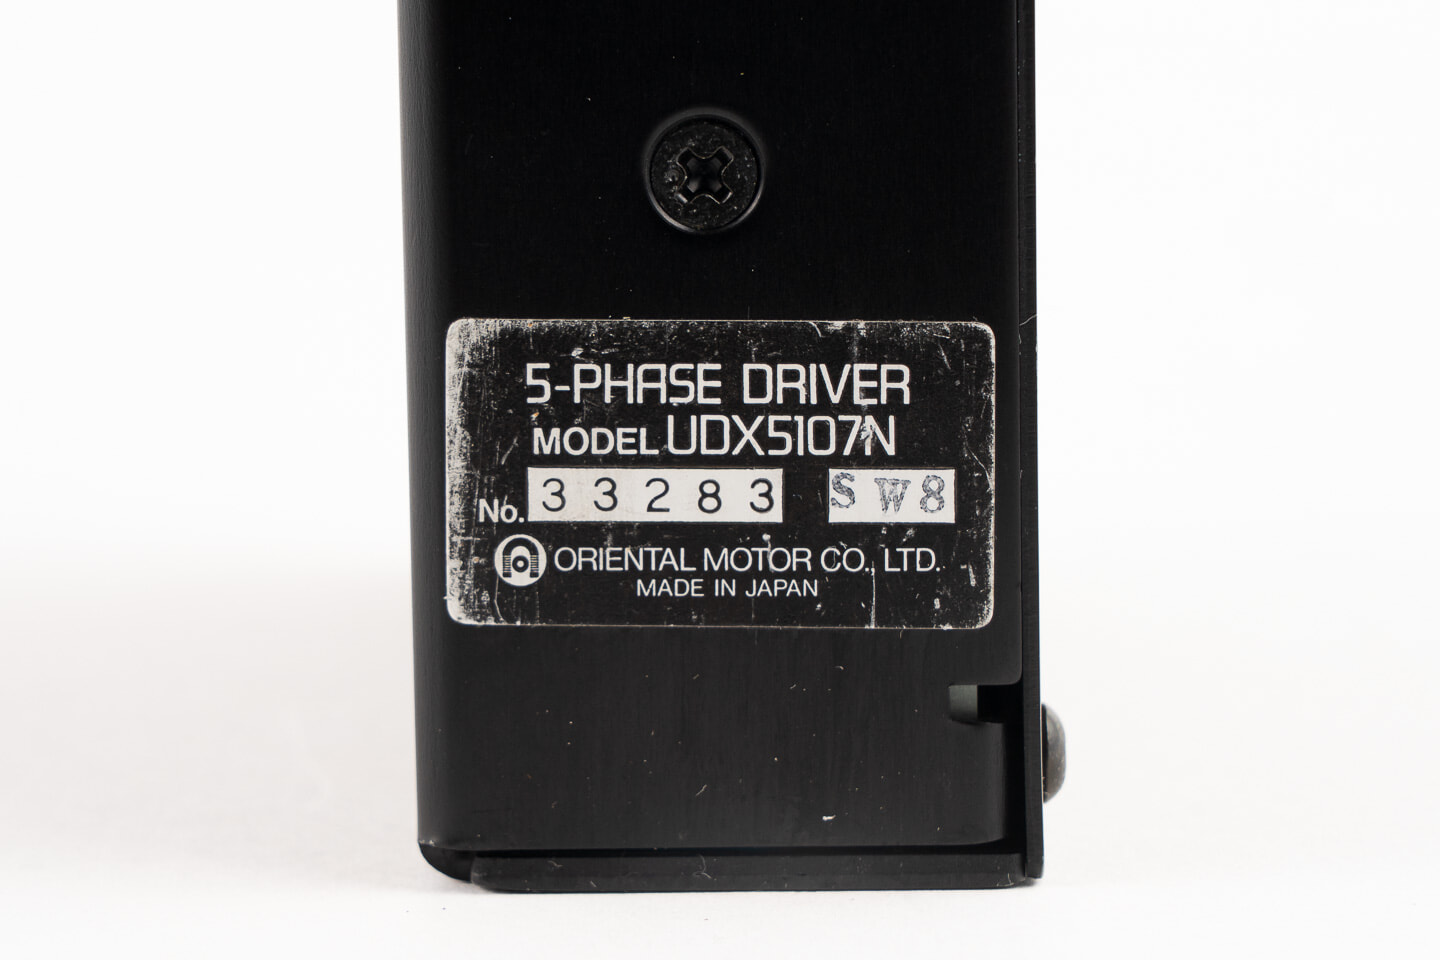 5-PHASE DRIVER
MODEL UDX5107N
No. 33283 SW8
ORIENTAL MOTOR CO., LTD.
MADE IN JAPAN